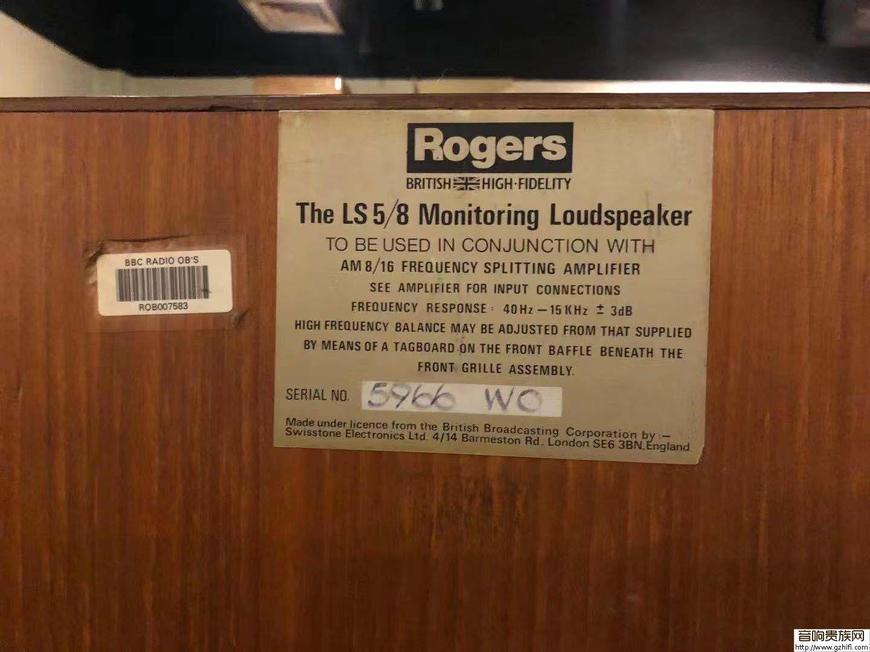 Rogers
BRITISH HIGH·FIDELITY
The LS5/8 Monitoring Loudspeaker
TO BE USED IN CONJUNCTION WITH
AM8/16 FREQUENCY SPLITTING AMPLIFIER
SEE AMPLIFIER FOR INPUT CONNECTIONS
FREQUENCY RESPONSE: 40Hz – 15KHz ± 3dB
HIGH FREQUENCY BALANCE MAY BE ADJUSTED FROM THAT SUPPLIED
BY MEANS OF A TAGBOARD ON THE FRONT BAFFLE BENEATH THE
FRONT GRILLE ASSEMBLY.
SERIAL NO. 5966 WO
Made under licence from the British Broadcasting Corporation by:–
Swisstone Electronics Ltd. 4/14 Barmeston Rd., London SE6 3BN, England.
BBC RADIO OB'S
ROB007583
音响贵族网
http://www.gzhifi.com